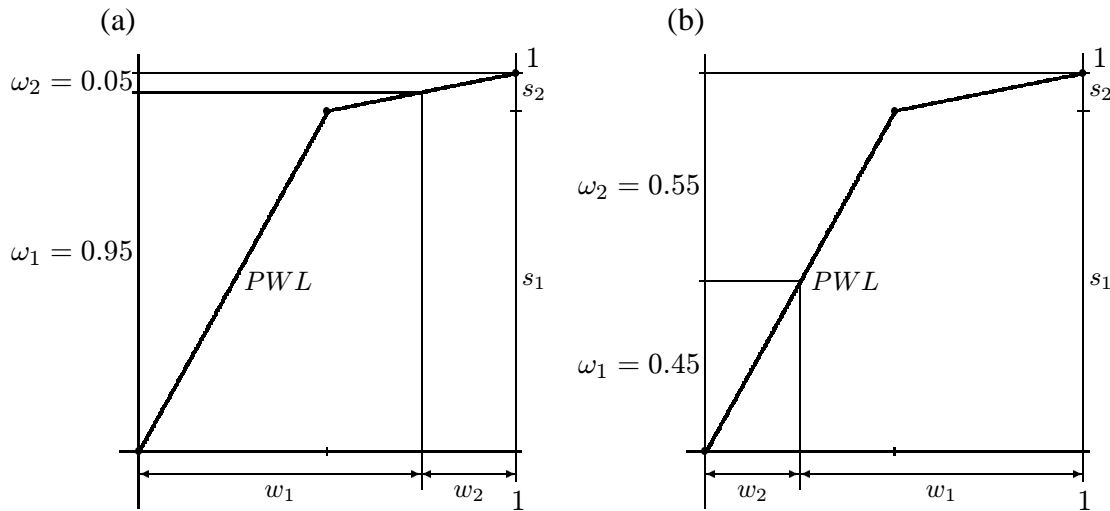 (a)
(b)
1
1
ω₂ = 0.05
s₂
s₂
ω₂ = 0.55
ω₁ = 0.95
PWL
s₁
PWL
s₁
ω₁ = 0.45
w₁
w₂
1
w₂
w₁
1